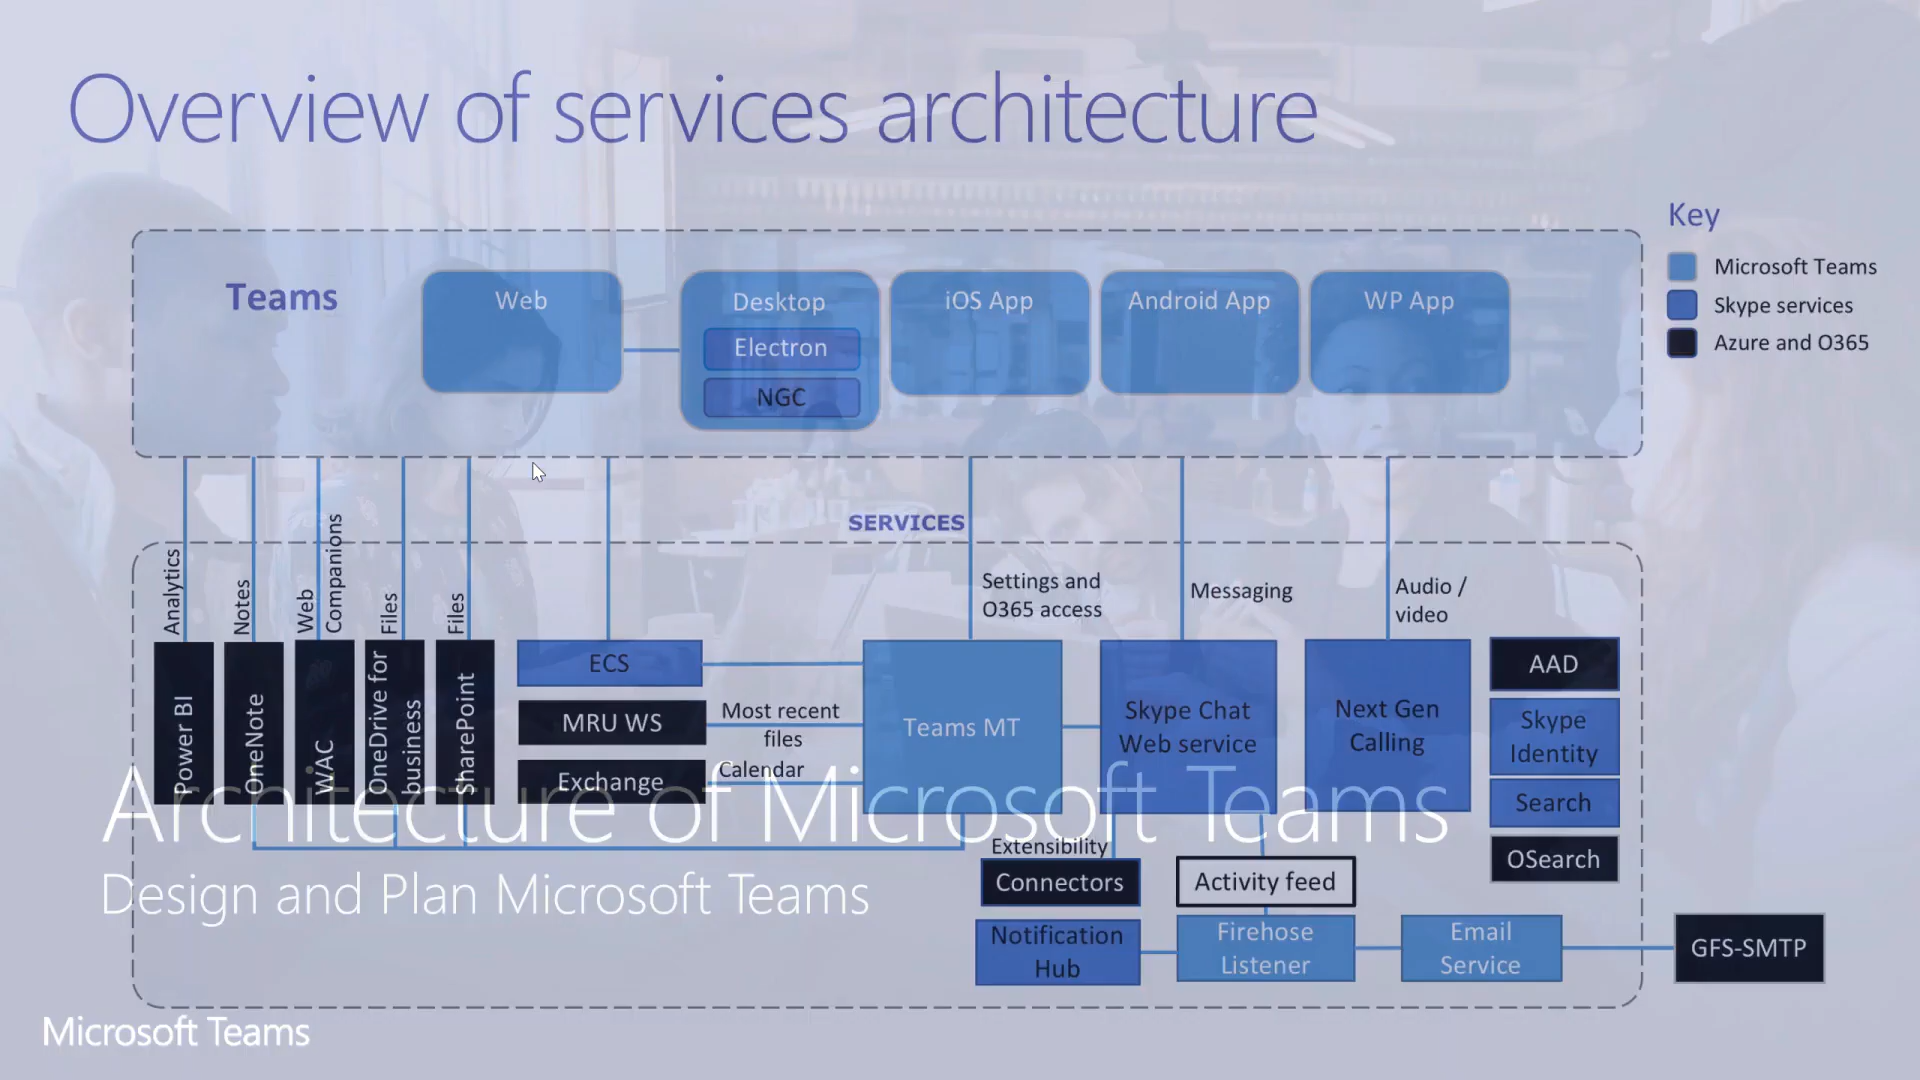 Overview of services architecture
Key
Microsoft Teams
Skype services
Azure and O365
Teams
Web
Desktop
Electron
NGC
iOS App
Android App
WP App
SERVICES
Analytics
Notes
Web
Companions
Files
Files
Settings and
O365 access
Messaging
Audio /
video
Power BI
OneNote
WAC
OneDrive for
business
SharePoint
ECS
MRU WS
Exchange
Most recent
files
Calendar
Teams MT
Skype Chat
Web service
Next Gen
Calling
AAD
Skype
Identity
Search
OSearch
Architecture of Microsoft Teams
Design and Plan Microsoft Teams
Extensibility
Connectors
Activity feed
Notification
Hub
Firehose
Listener
Email
Service
GFS-SMTP
Microsoft Teams